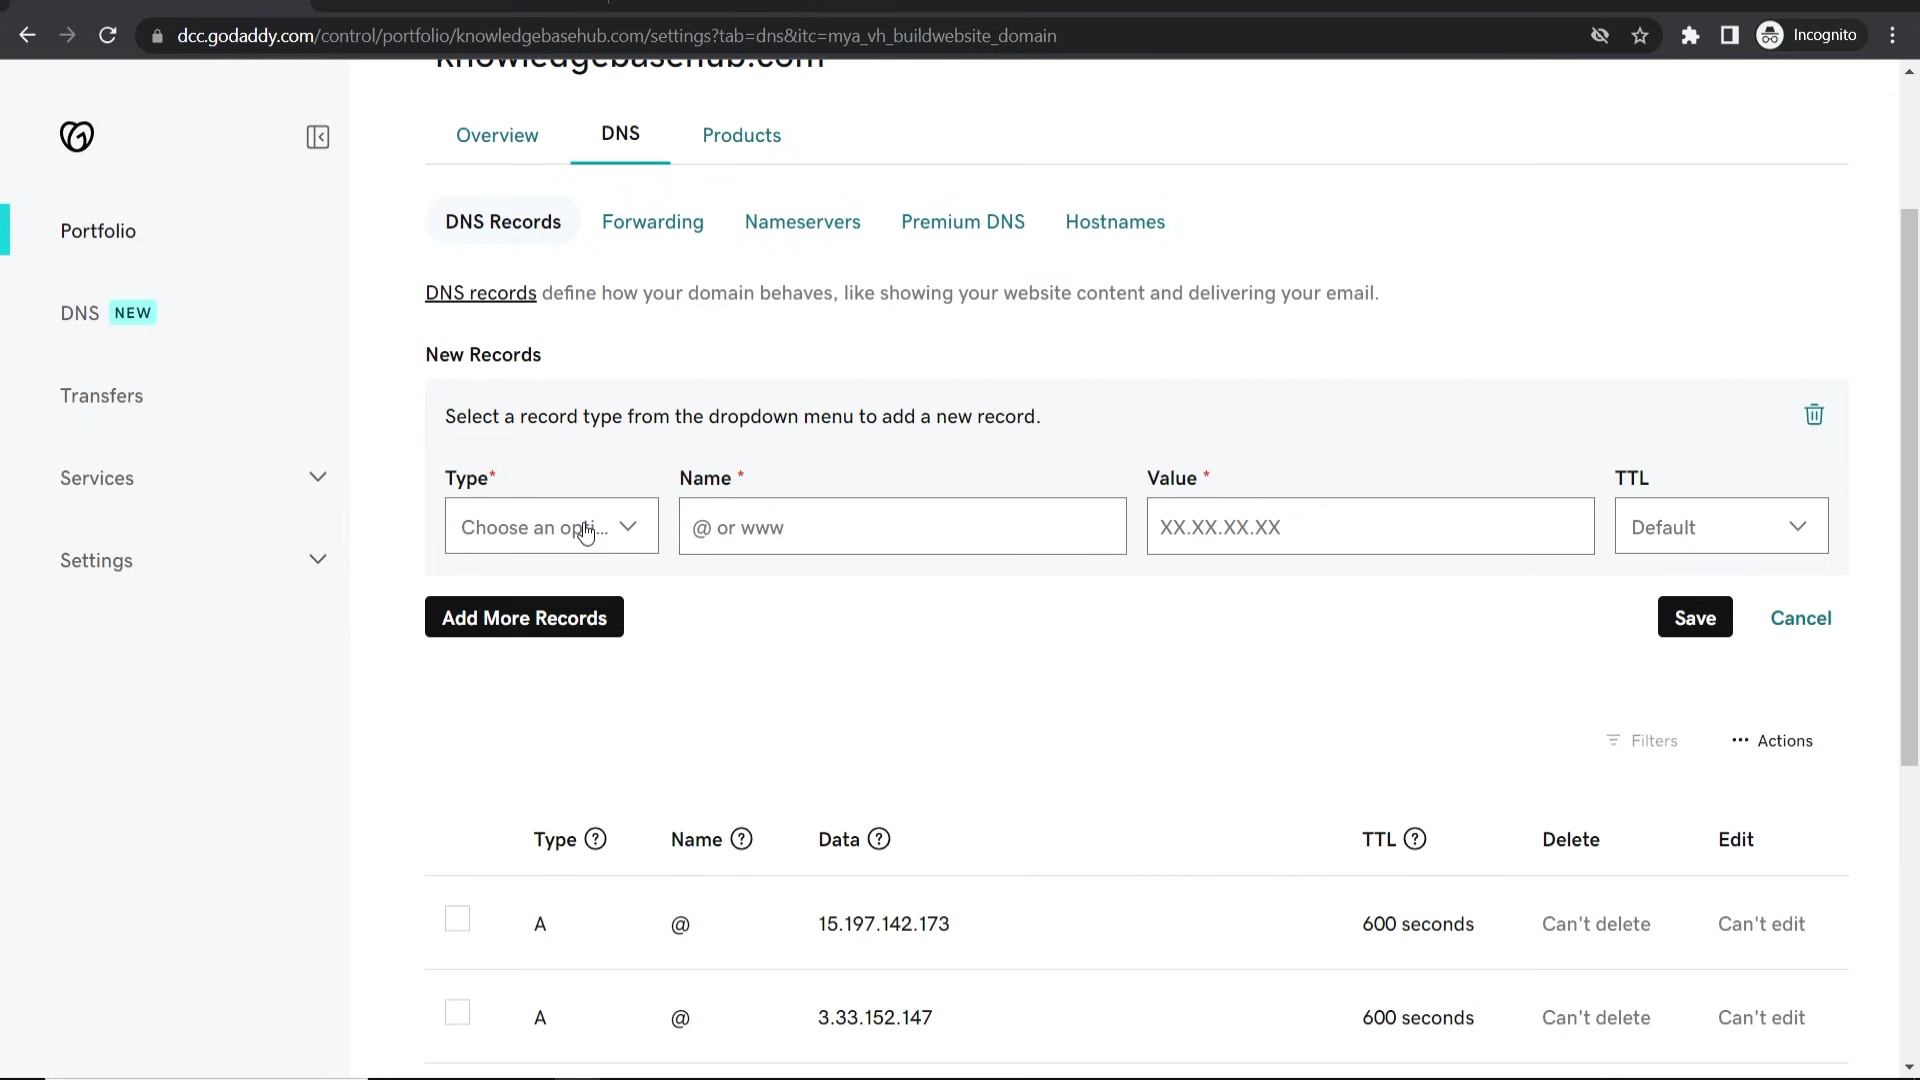 dcc.godaddy.com/control/portfolio/knowledgebasehub.com/settings?tab=dns&itc=mya_vh_buildwebsite_domain
Incognito
knowledgebasehub.com
Overview
DNS
Products
Portfolio
DNS NEW
Transfers
Services
Settings
DNS Records
Forwarding
Nameservers
Premium DNS
Hostnames
DNS records define how your domain behaves, like showing your website content and delivering your email.
New Records
Select a record type from the dropdown menu to add a new record.
Type* Name * Value * TTL
Choose an opti... @ or www XX.XX.XX.XX Default
Add More Records
Save
Cancel
Filters
Actions
Type Name Data TTL Delete Edit
A @ 15.197.142.173 600 seconds Can't delete Can't edit
A @ 3.33.152.147 600 seconds Can't delete Can't edit